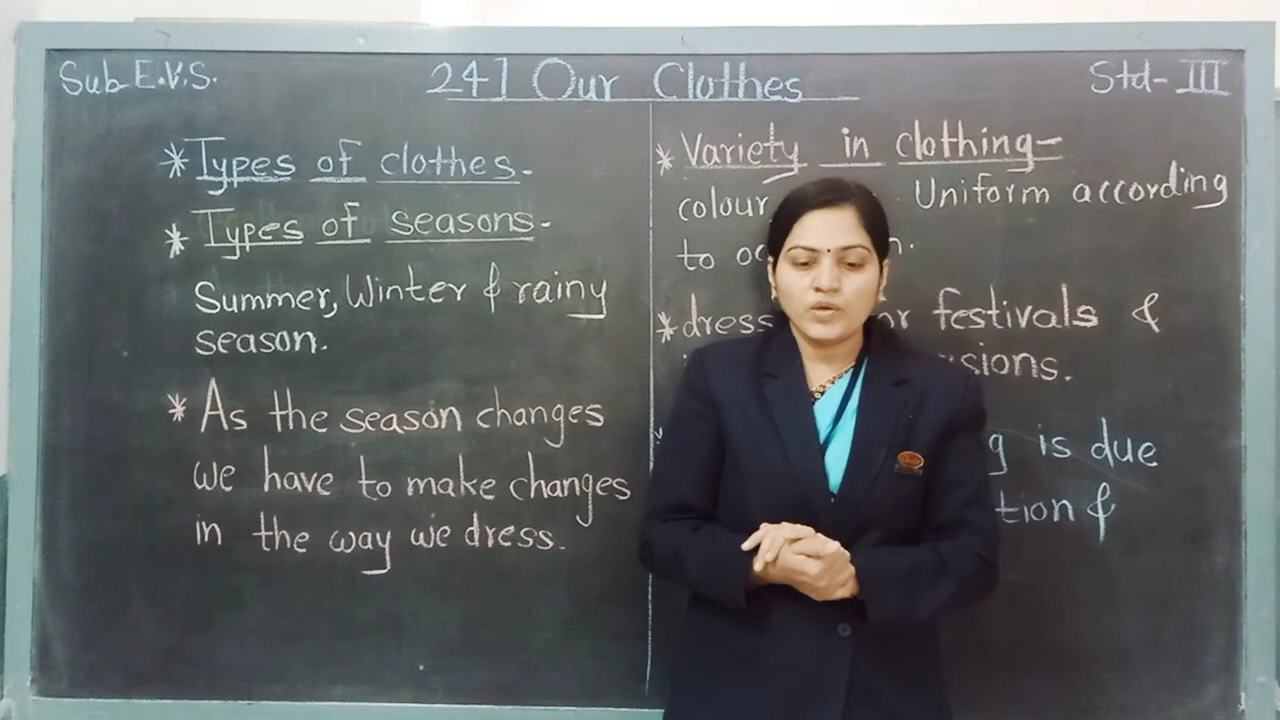 Sub E.V.S.
24] Our Clothes
Std- III
* Types of clothes.
* Types of seasons-
Summer, Winter & rainy
season.
* As the season changes
we have to make changes
in the way we dress.
* Variety in clothing-
colour Uniform according
to
* dress festivals &
is due
&